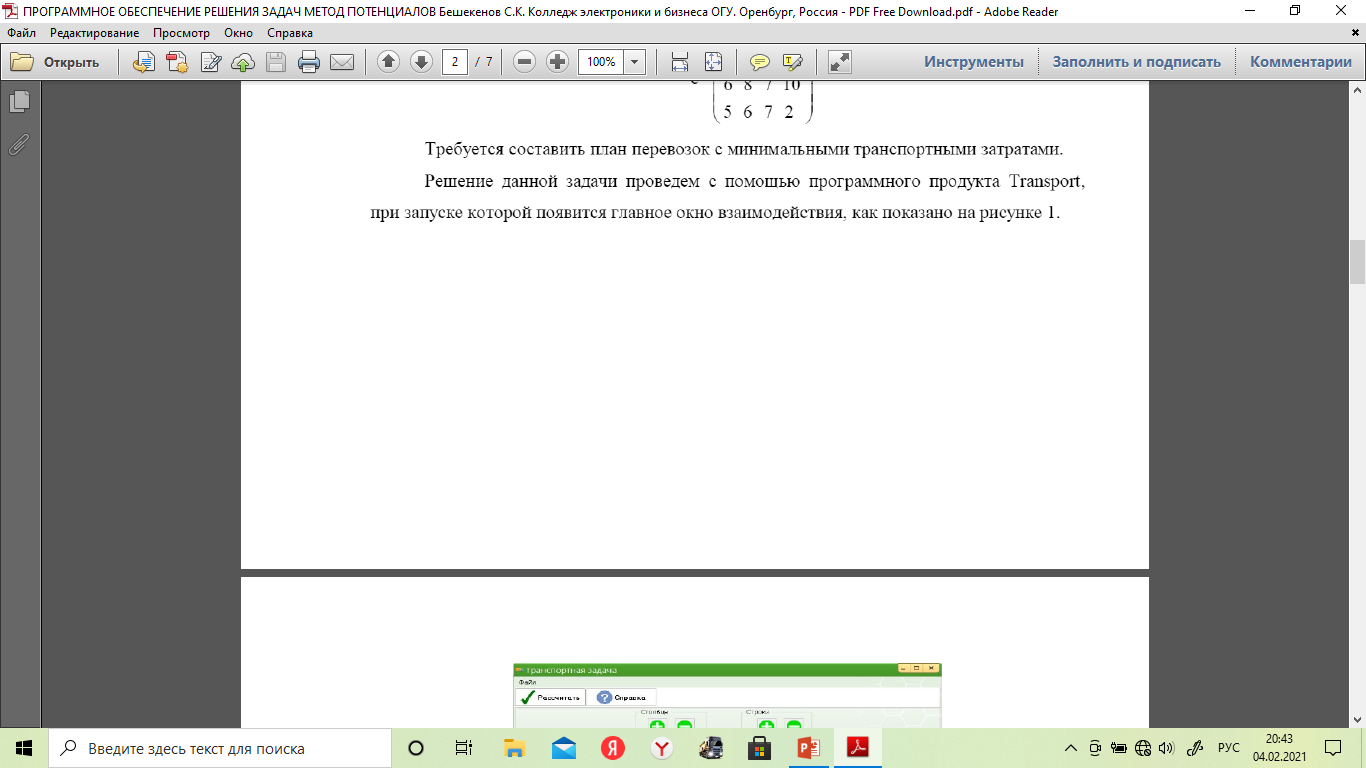 ПРОГРАММНОЕ ОБЕСПЕЧЕНИЕ РЕШЕНИЯ ЗАДАЧ МЕТОД ПОТЕНЦИАЛОВ Бешекенов С.К. Колледж электроники и бизнеса ОГУ. Оренбург, Россия - PDF Free Download.pdf - Adobe Reader
Файл Редактирование Просмотр Окно Справка
Открыть 2 / 7 100% Инструменты Заполнить и подписать Комментарии
6 8 7 10
5 6 7 2
Требуется составить план перевозок с минимальными транспортными затратами.
Решение данной задачи проведем с помощью программного продукта Transport,
при запуске которой появится главное окно взаимодействия, как показано на рисунке 1.
транспортная задача
Файл
Рассчитать Справка
Столбцы Строки
Введите здесь текст для поиска
РУС 20:43
04.02.2021